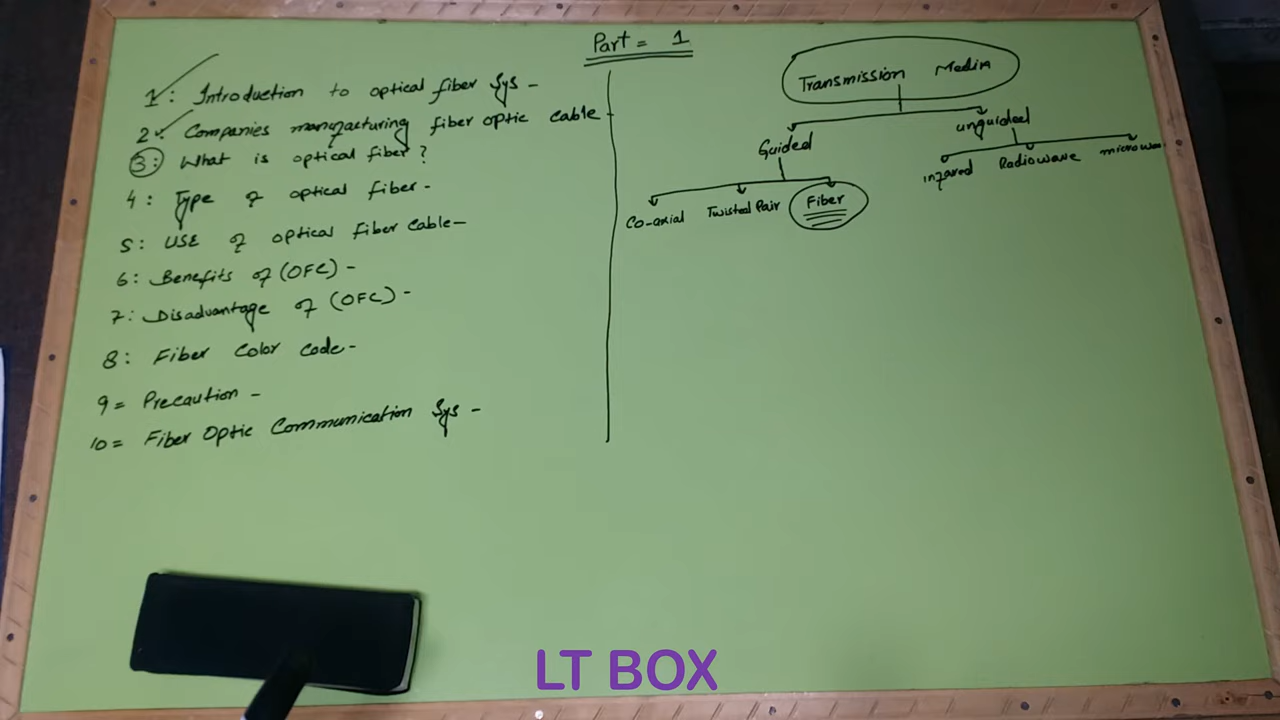 Part = 1
1: Introduction to optical fiber Sys -
2: Companies manufacturing fiber optic cable -
3: What is optical fiber ?
4: Type of optical fiber -
5: USE of optical fiber cable -
6: Benefits of (OFC) -
7: Disadvantage of (OFC) -
8: Fiber Color Code -
9= Precaution -
10= Fiber Optic Communication Sys -
Transmission Media
Guided unguided
Co-axial Twisted Pair Fiber
infared Radiowave
LT BOX